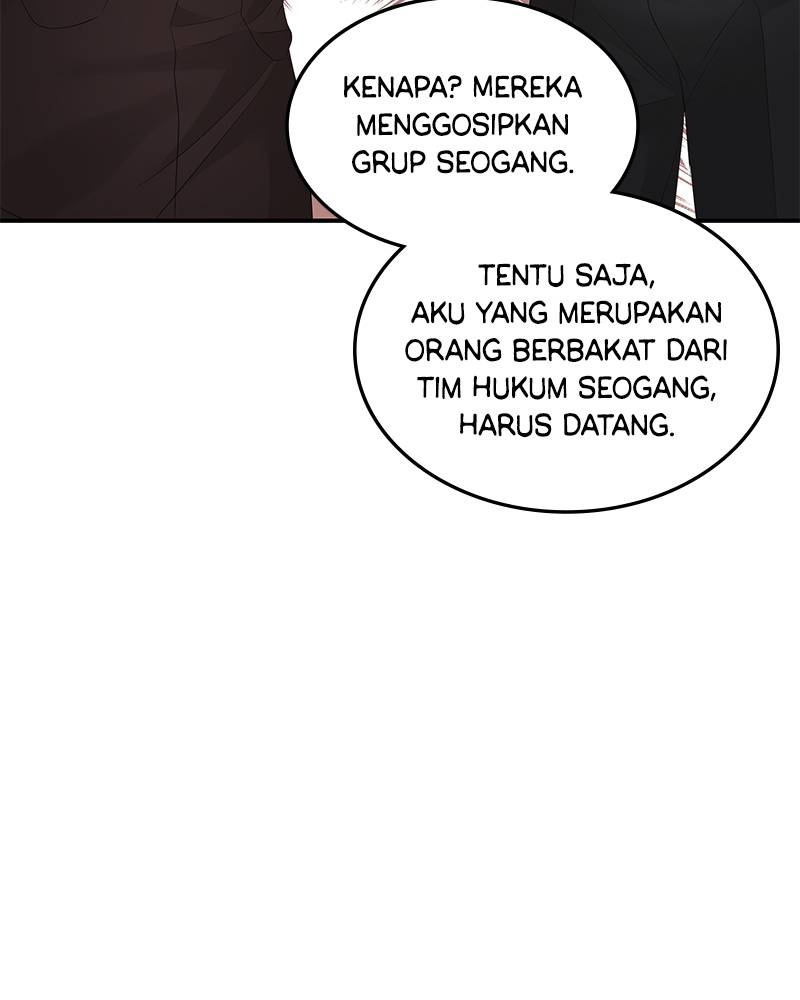 KENAPA? MEREKA
MENGGOSIPKAN
GRUP SEOGANG.
TENTU SAJA,
AKU YANG MERUPAKAN
ORANG BERBAKAT DARI
TIM HUKUM SEOGANG,
HARUS DATANG.